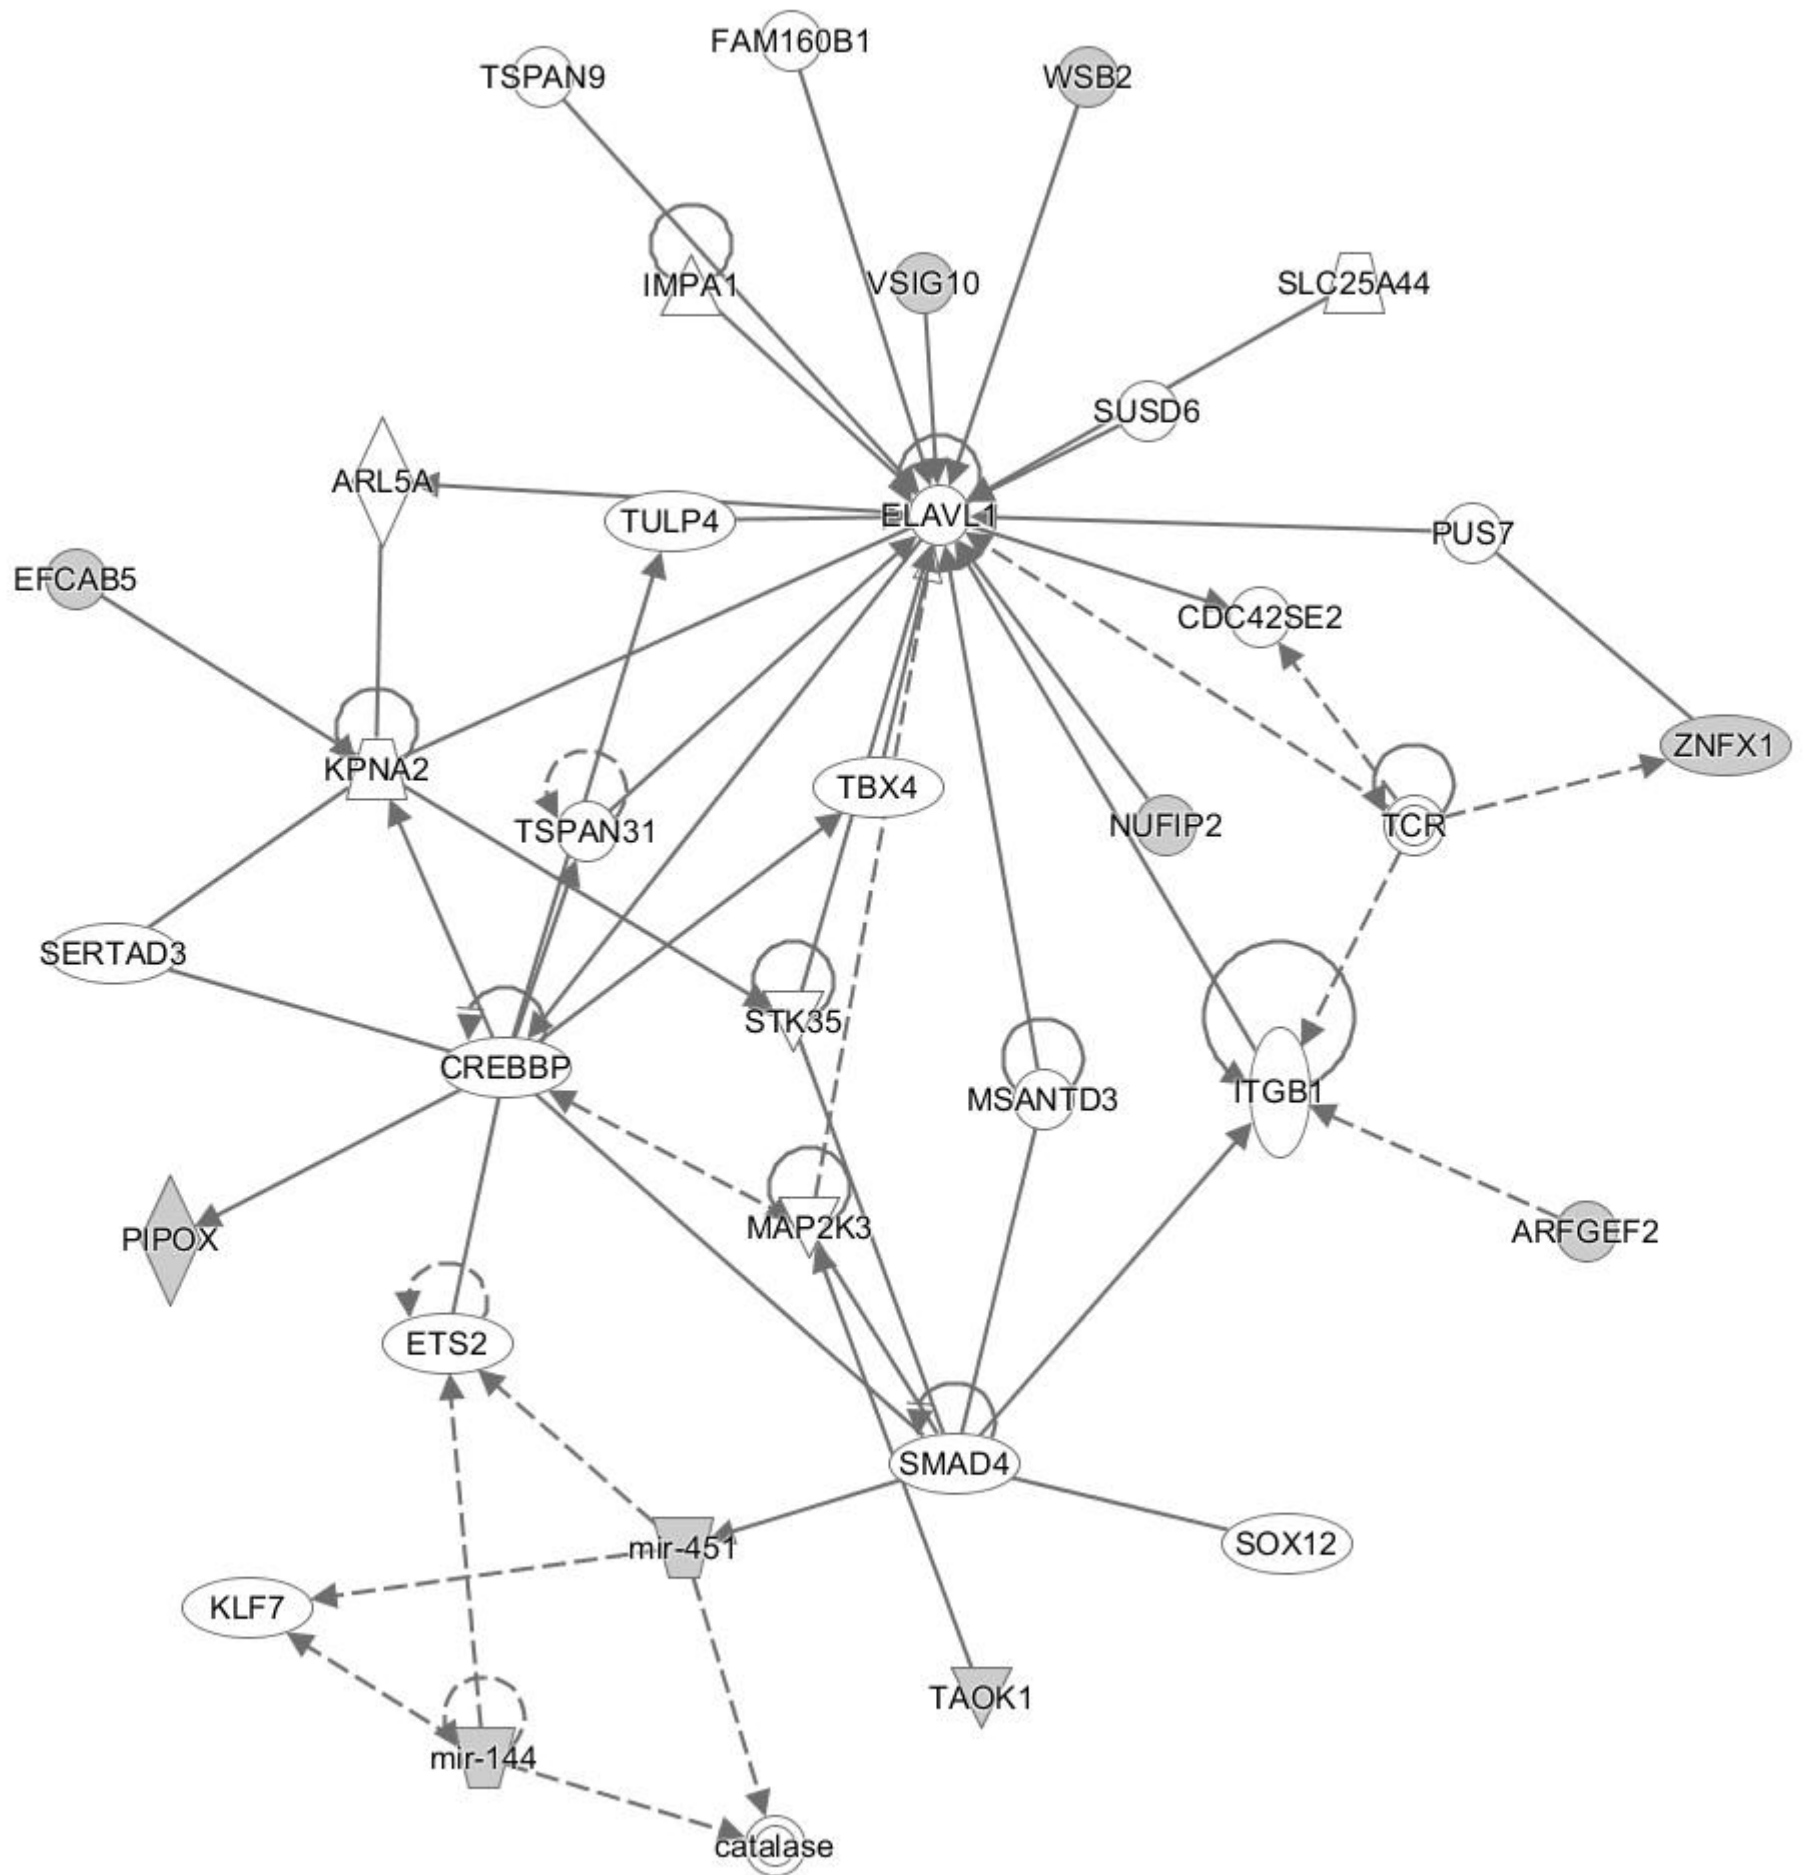 FAM160B1
TSPAN9
WSB2
IMPA1
VSIG10
SLC25A44
SUSD6
ARL5A
TULP4
ELAVL1
PUS7
EFCAB5
CDC42SE2
ZNFX1
KPNA2
TBX4
TSPAN31
NUFIP2
TCR
SERTAD3
STK35
CREBBP
MSANTD3
ITGB1
PIPOX
MAP2K3
ARFGEF2
ETS2
SMAD4
mir-451
SOX12
KLF7
TAOK1
mir-144
catalase